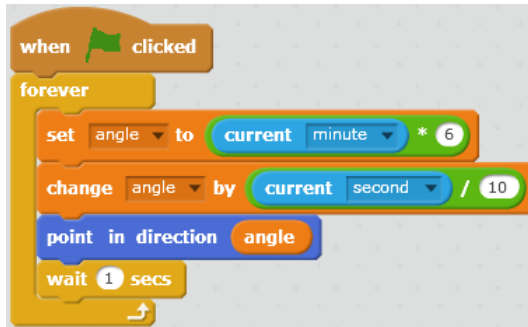 when clicked
forever
set angle to current minute * 6
change angle by current second / 10
point in direction angle
wait 1 secs